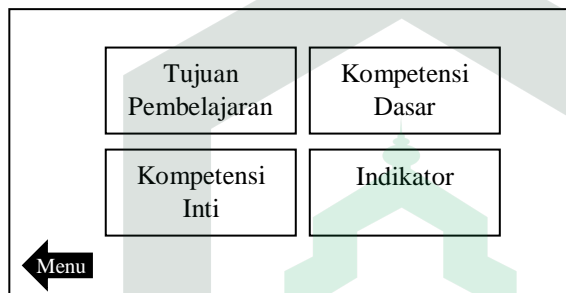 Tujuan
Pembelajaran
Kompetensi
Dasar
Kompetensi
Inti
Indikator
Menu